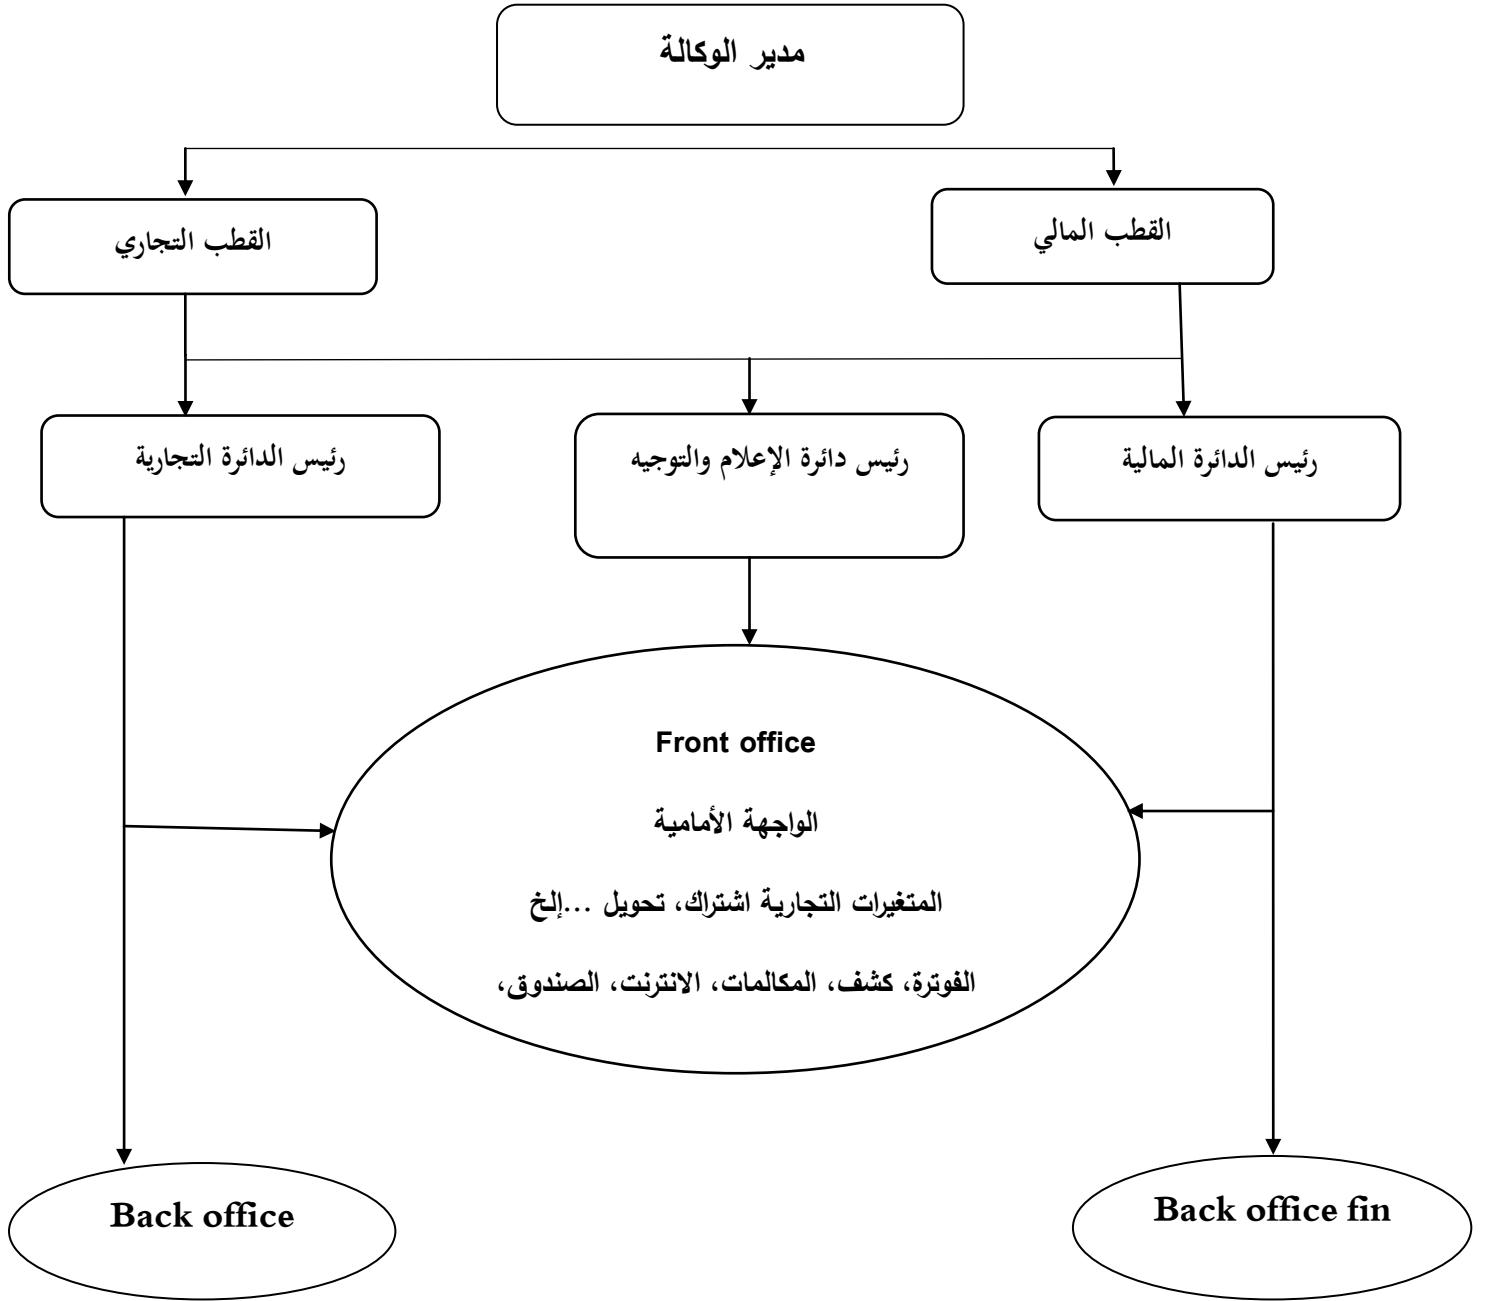 مدير الوكالة
القطب المالي
القطب التجاري
رئيس الدائرة المالية
رئيس دائرة الإعلام والتوجيه
رئيس الدائرة التجارية
Front office
الواجهة الأمامية
المتغيرات التجارية اشتراك، تحويل ...إلخ
الفوترة، كشف، المكالمات، الانترنت، الصندوق،
Back office fin
Back office